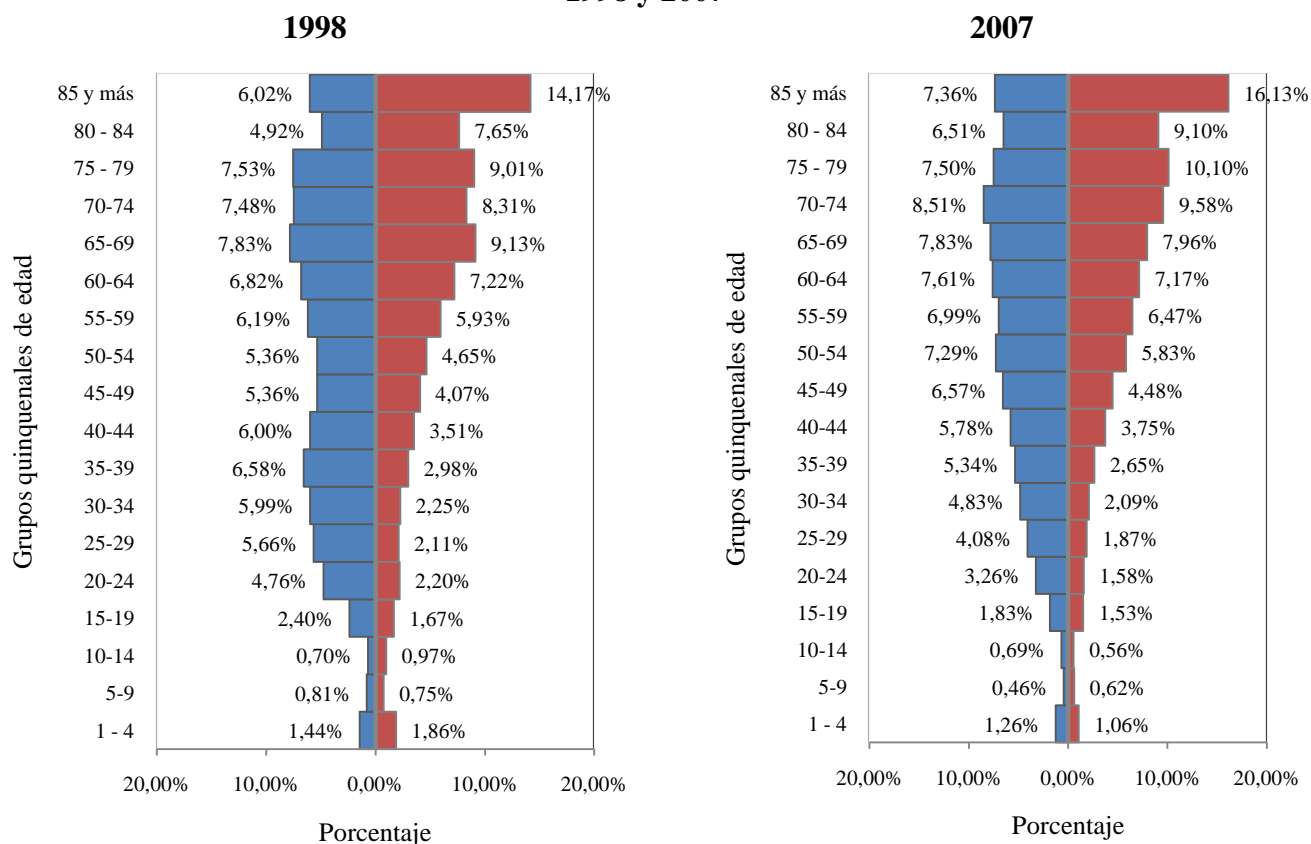 1998 y 2007
1998
2007
Grupos quinquenales de edad
85 y más 6,02% 14,17%
80 - 84 4,92% 7,65%
75 - 79 7,53% 9,01%
70-74 7,48% 8,31%
65-69 7,83% 9,13%
60-64 6,82% 7,22%
55-59 6,19% 5,93%
50-54 5,36% 4,65%
45-49 5,36% 4,07%
40-44 6,00% 3,51%
35-39 6,58% 2,98%
30-34 5,99% 2,25%
25-29 5,66% 2,11%
20-24 4,76% 2,20%
15-19 2,40% 1,67%
10-14 0,70% 0,97%
5-9 0,81% 0,75%
1 - 4 1,44% 1,86%
20,00% 10,00% 0,00% 10,00% 20,00%
Porcentaje
Grupos quinquenales de edad
85 y más 7,36% 16,13%
80 - 84 6,51% 9,10%
75 - 79 7,50% 10,10%
70-74 8,51% 9,58%
65-69 7,83% 7,96%
60-64 7,61% 7,17%
55-59 6,99% 6,47%
50-54 7,29% 5,83%
45-49 6,57% 4,48%
40-44 5,78% 3,75%
35-39 5,34% 2,65%
30-34 4,83% 2,09%
25-29 4,08% 1,87%
20-24 3,26% 1,58%
15-19 1,83% 1,53%
10-14 0,69% 0,56%
5-9 0,46% 0,62%
1 - 4 1,26% 1,06%
20,00% 10,00% 0,00% 10,00% 20,00%
Porcentaje